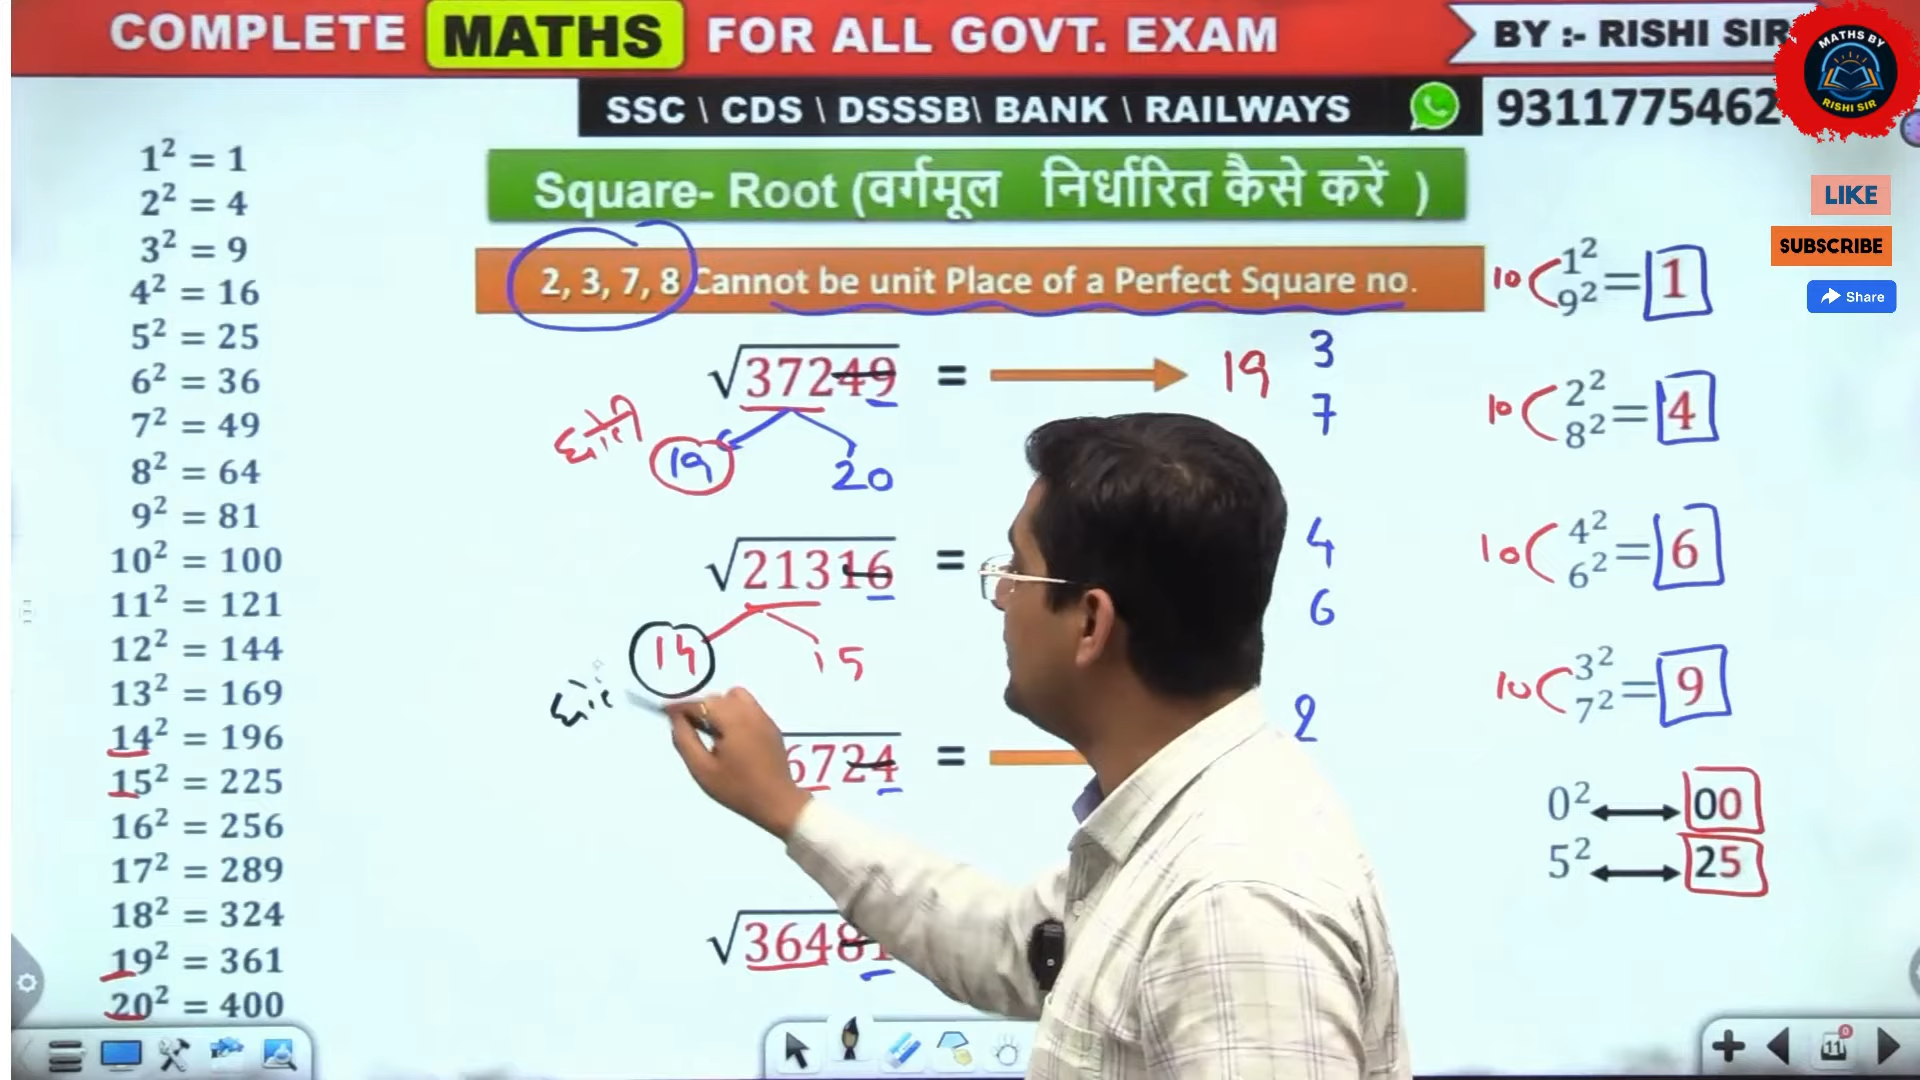 COMPLETE MATHS FOR ALL GOVT. EXAM
BY :- RISHI SIR
MATHS BY
RISHI SIR
SSC \ CDS \ DSSSB\ BANK \ RAILWAYS
9311775462
LIKE
SUBSCRIBE
Share
Square- Root (वर्गमूल निर्धारित कैसे करें )
2, 3, 7, 8 Cannot be unit Place of a Perfect Square no.
1² = 1
2² = 4
3² = 9
4² = 16
5² = 25
6² = 36
7² = 49
8² = 64
9² = 81
10² = 100
11² = 121
12² = 144
13² = 169
14² = 196
15² = 225
16² = 256
17² = 289
18² = 324
19² = 361
20² = 400
√37249 = 19 3
7
19 20
√21316 = 4
6
14 15
6724 = 2
√36481
10 1²
9² = 1
10 2²
8² = 4
10 4²
6² = 6
10 3²
7² = 9
0² 00
5² 25
11
0